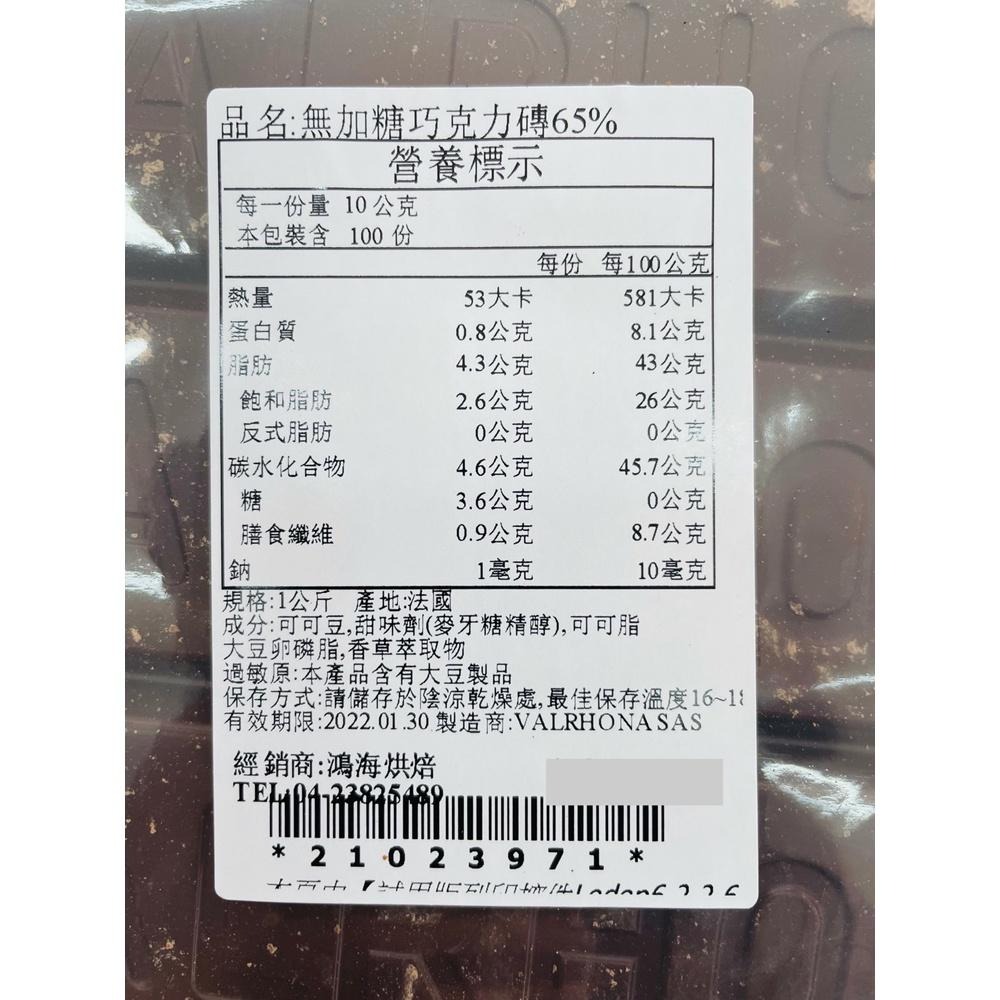 品名:無加糖巧克力磚65%
營養標示
每一份量 10公克
本包裝含 100 份
每份 每100公克
熱量 53大卡 581大卡
蛋白質 0.8公克 8.1公克
脂肪 4.3公克 43公克
飽和脂肪 2.6公克 26公克
反式脂肪 0公克 0公克
碳水化合物 4.6公克 45.7公克
糖 3.6公克 0公克
膳食纖維 0.9公克 8.7公克
鈉 1毫克 10毫克
規格:1公斤 產地:法國
成分:可可豆,甜味劑(麥牙糖精醇),可可脂
大豆卵磷脂,香草萃取物
過敏原:本產品含有大豆製品
保存方式:請儲存於陰涼乾燥處,最佳保存溫度16~18
有效期限:2022.01.30 製造商:VALRHONA SAS
經銷商:鴻海烘焙
TEL:04-23825489
*21023971*